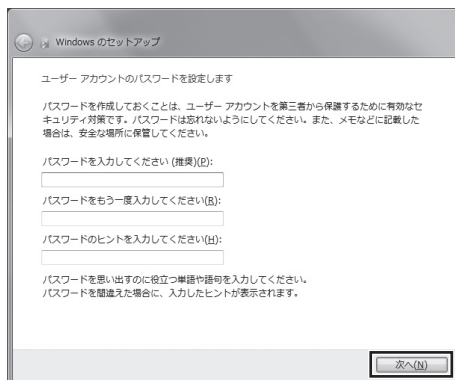 Windows のセットアップ
ユーザー アカウントのパスワードを設定します
パスワードを作成しておくことは、ユーザー アカウントを第三者から保護するために有効なセ
キュリティ対策です。パスワードは忘れないようにしてください。また、メモなどに記載した
場合は、安全な場所に保管してください。
パスワードを入力してください (推奨)(P):
パスワードをもう一度入力してください(R):
パスワードのヒントを入力してください(H):
パスワードを思い出すのに役立つ単語や語句を入力してください。
パスワードを間違えた場合に、入力したヒントが表示されます。
次へ(N)